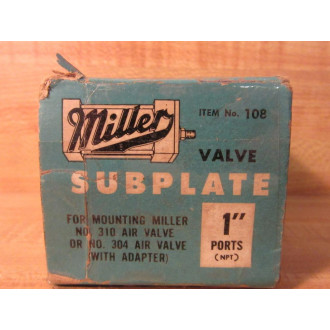 Miller
ITEM No. 108
VALVE
SUBPLATE
FOR MOUNTING MILLER
NO. 310 AIR VALVE
OR NO. 304 AIR VALVE
(WITH ADAPTER)
1"
PORTS
(NPT)